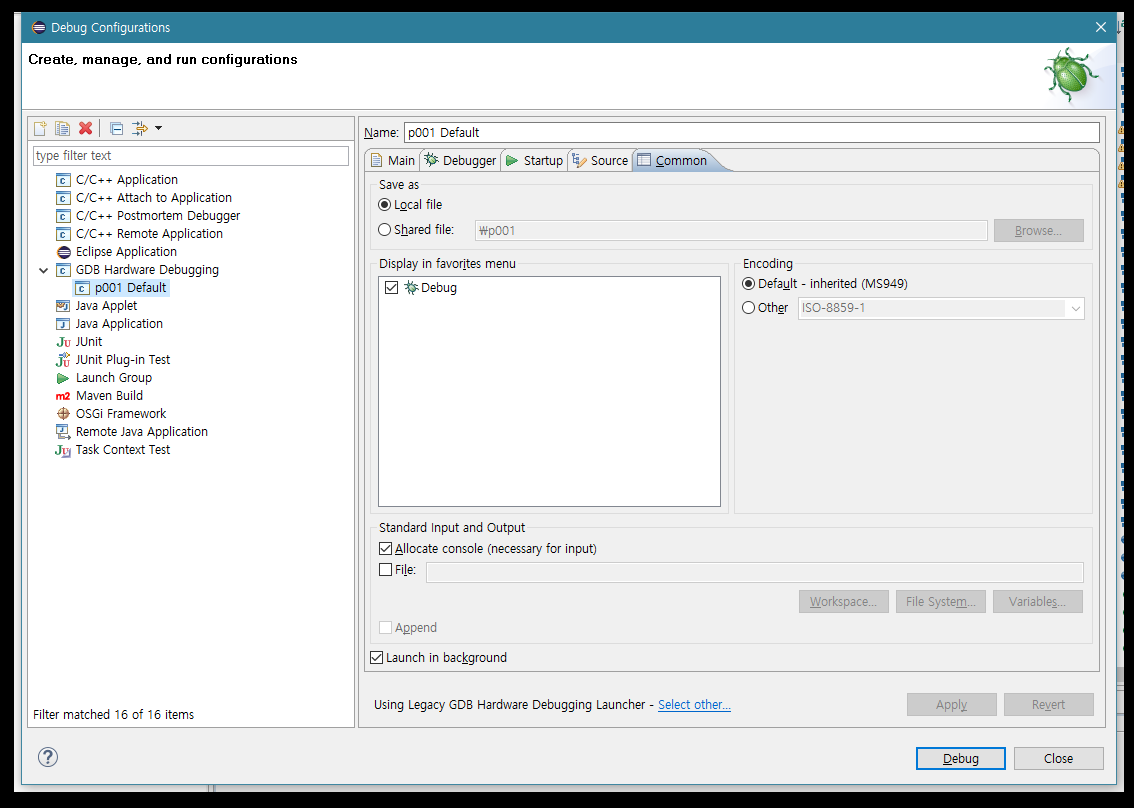 Debug Configurations
Create, manage, and run configurations
type filter text
C/C++ Application
C/C++ Attach to Application
C/C++ Postmortem Debugger
C/C++ Remote Application
Eclipse Application
GDB Hardware Debugging
p001 Default
Java Applet
Java Application
JUnit
JUnit Plug-in Test
Launch Group
m2 Maven Build
OSGi Framework
Remote Java Application
Task Context Test
Filter matched 16 of 16 items
Name: p001 Default
Main Debugger Startup Source Common
Save as
Local file
Shared file: ₩p001 Browse...
Display in favorites menu
Debug
Encoding
Default - inherited (MS949)
Other ISO-8859-1
Standard Input and Output
Allocate console (necessary for input)
File:
Workspace... File System... Variables...
Append
Launch in background
Using Legacy GDB Hardware Debugging Launcher - Select other...
Apply Revert
Debug Close